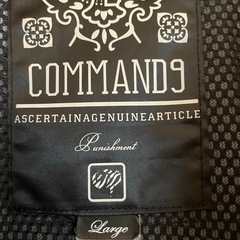 COMMAND9
ASCERTAINAGENUINEARTICLE
Punishment
Large